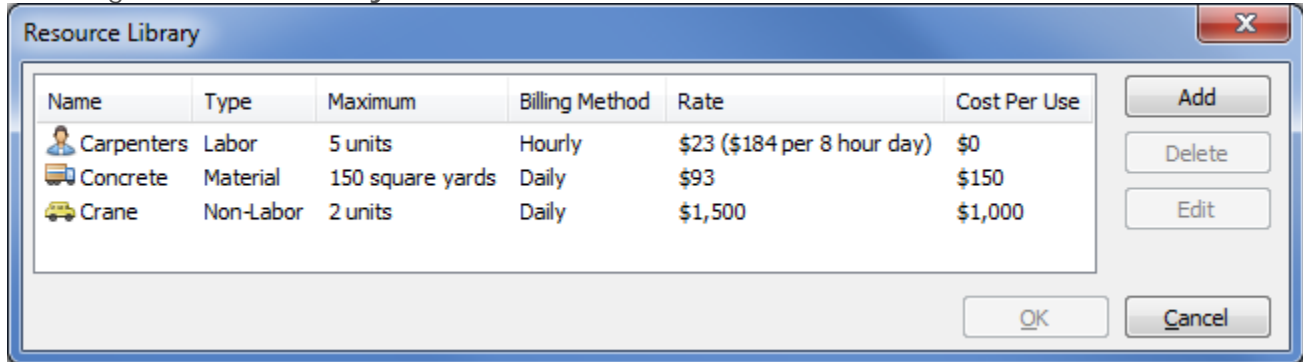 Resource Library
Name Type Maximum Billing Method Rate Cost Per Use
Carpenters Labor 5 units Hourly $23 ($184 per 8 hour day) $0
Concrete Material 150 square yards Daily $93 $150
Crane Non-Labor 2 units Daily $1,500 $1,000
Add
Delete
Edit
OK Cancel